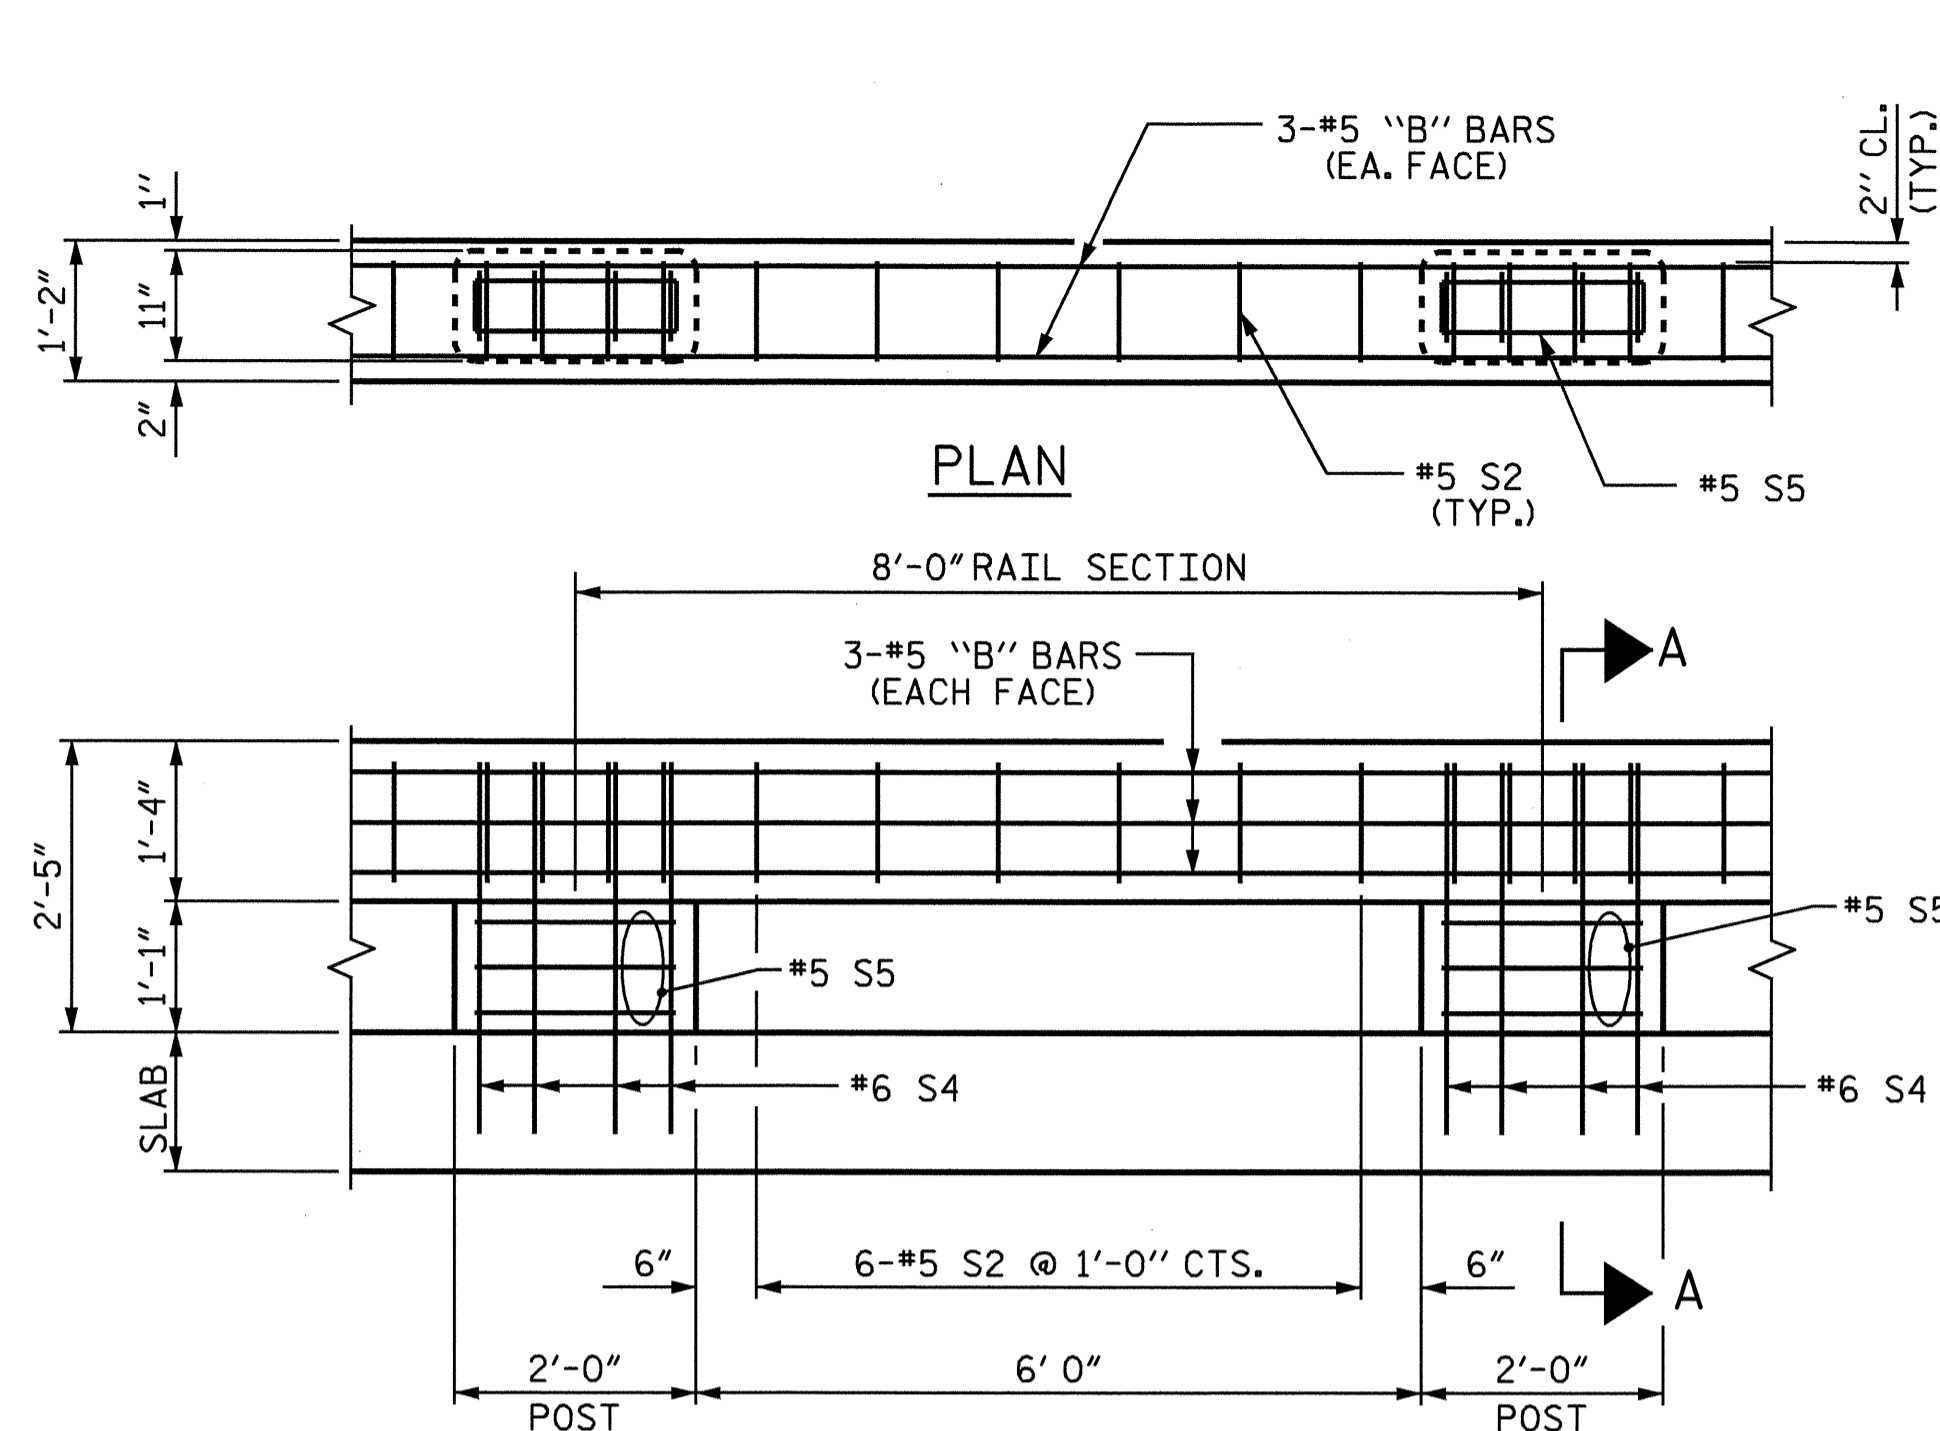 3-#5 "B" BARS
(EA. FACE)
2" CL.
(TYP.)
1"
11"
1'-2"
2"
PLAN
#5 S2
(TYP.)
#5 S5
8'-0" RAIL SECTION
3-#5 "B" BARS
(EACH FACE)
A
1'-4"
2'-5"
1'-1"
#5 S5
#5 S5
SLAB
#6 S4
#6 S4
6"
6-#5 S2 @ 1'-0" CTS.
6"
A
2'-0"
POST
6' 0"
2'-0"
POST